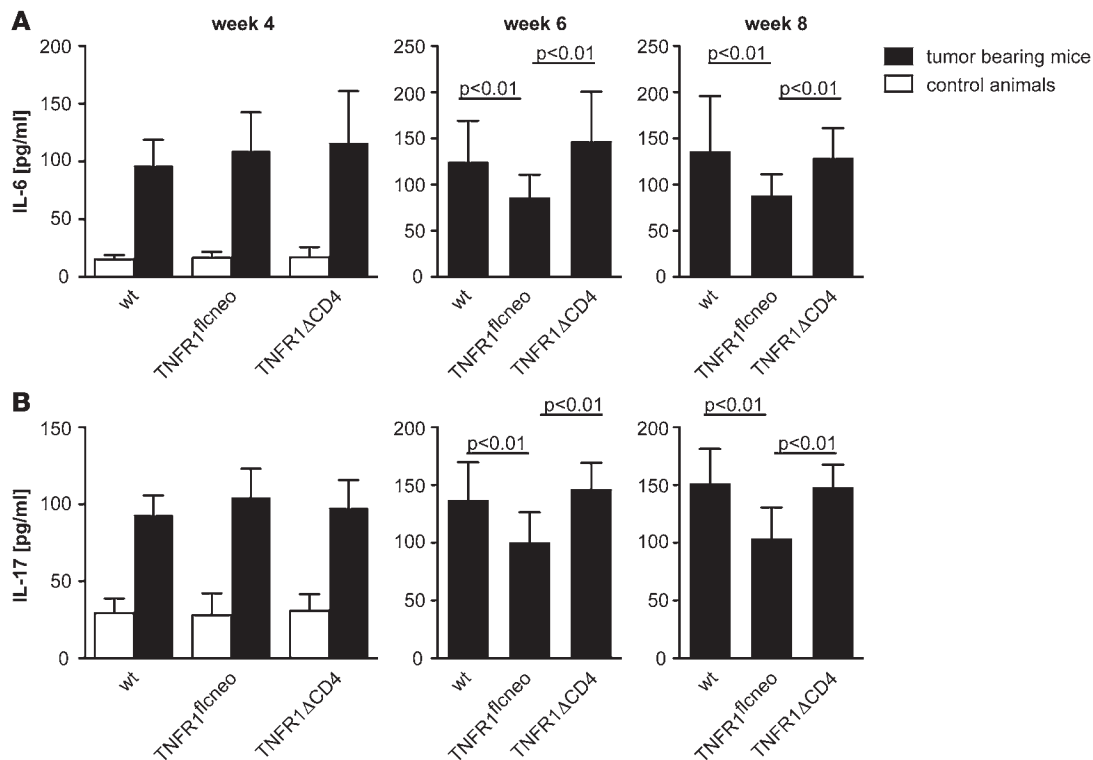 A
week 4
week 6
week 8
tumor bearing mice
control animals
IL-6 [pg/ml]
200
150
100
50
0
wt
TNFR1flcneo
TNFR1ΔCD4
250
200
150
100
50
0
p<0.01
p<0.01
wt
TNFR1flcneo
TNFR1ΔCD4
250
200
150
100
50
0
p<0.01
p<0.01
wt
TNFR1flcneo
TNFR1ΔCD4
B
IL-17 [pg/ml]
150
100
50
0
wt
TNFR1flcneo
TNFR1ΔCD4
200
150
100
50
0
p<0.01
p<0.01
wt
TNFR1flcneo
TNFR1ΔCD4
200
150
100
50
0
p<0.01
p<0.01
wt
TNFR1flcneo
TNFR1ΔCD4